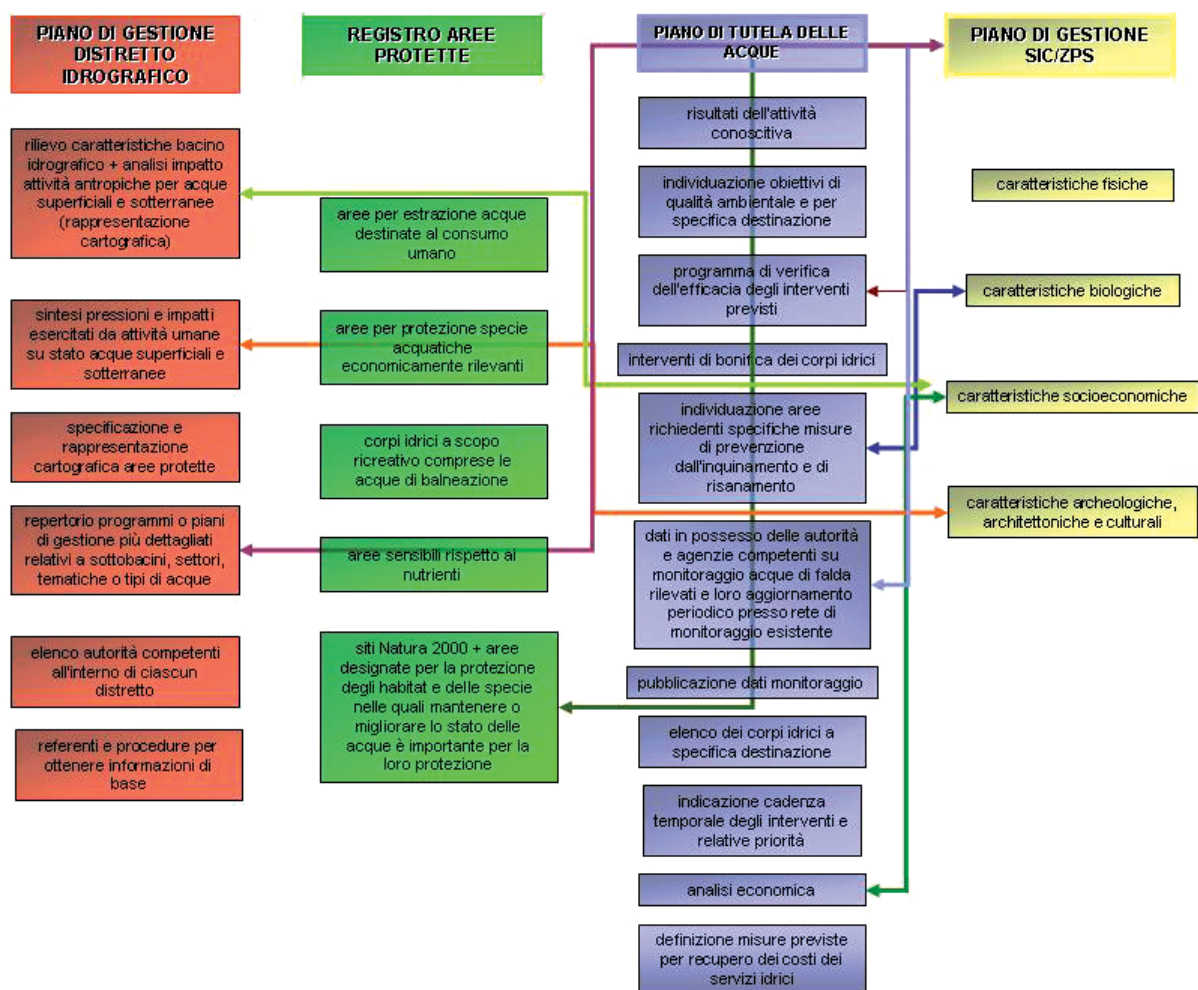 PIANO DI GESTIONE
DISTRETTO
IDROGRAFICO
rilievo caratteristiche bacino
idrografico + analisi impatto
attività antropiche per acque
superficiali e sotterranee
(rappresentazione
cartografica)
sintesi pressioni e impatti
esercitati da attività umane
su stato acque superficiali e
sotterranee
specificazione e
rappresentazione
cartografica aree protette
repertorio programmi o piani
di gestione più dettagliati
relativi a sottobacini, settori,
tematiche o tipi di acque
elenco autorità competenti
all'interno di ciascun
distretto
referenti e procedure per
ottenere informazioni di
base
REGISTRO AREE
PROTETTE
aree per estrazione acque
destinate al consumo
umano
aree per protezione specie
acquatiche
economicamente rilevanti
corpi idrici a scopo
ricreativo comprese le
acque di balneazione
aree sensibili rispetto ai
nutrienti
siti Natura 2000 + aree
designate per la protezione
degli habitat e delle specie
nelle quali mantenere o
migliorare lo stato delle
acque è importante per la
loro protezione
PIANO DI TUTELA DELLE
ACQUE
risultati dell'attività
conoscitiva
individuazione obiettivi di
qualità ambientale e per
specifica destinazione
programma di verifica
dell'efficacia degli interventi
previsti
interventi di bonifica dei corpi idrici
individuazione aree
richiedenti specifiche misure
di prevenzione
dall'inquinamento e di
risanamento
dati in possesso delle autorità
e agenzie competenti su
monitoraggio acque di falda
rilevati e loro aggiornamento
periodico presso rete di
monitoraggio esistente
pubblicazione dati monitoraggio
elenco dei corpi idrici a
specifica destinazione
indicazione cadenza
temporale degli interventi e
relative priorità
analisi economica
definizione misure previste
per recupero dei costi dei
servizi idrici
PIANO DI GESTIONE
SIC/ZPS
caratteristiche fisiche
caratteristiche biologiche
caratteristiche socioeconomiche
caratteristiche archeologiche,
architettoniche e culturali